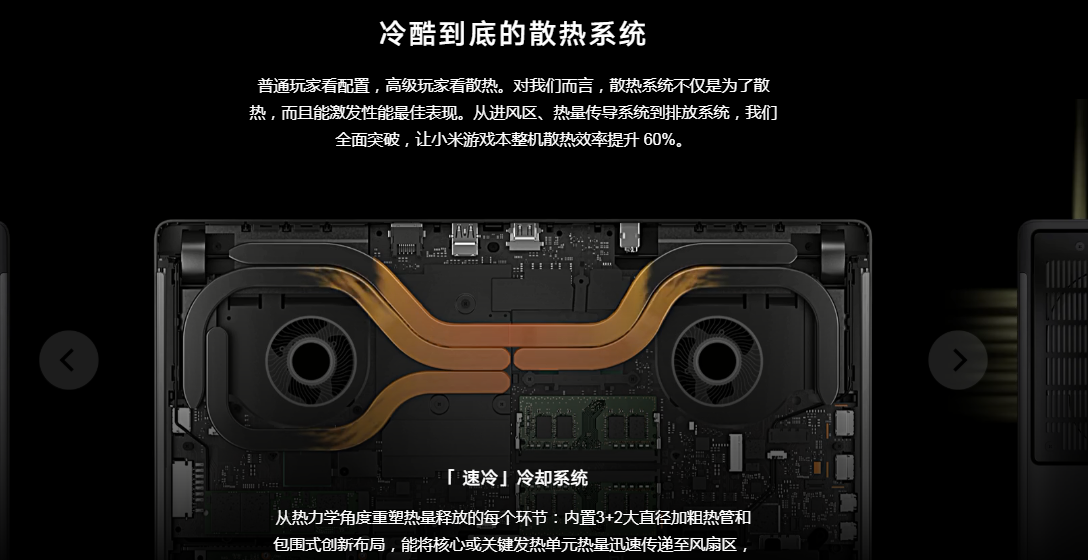 冷酷到底的散热系统
普通玩家看配置，高级玩家看散热。对我们而言，散热系统不仅是为了散
热，而且能激发性能最佳表现。从进风区、热量传导系统到排放系统，我们
全面突破，让小米游戏本整机散热效率提升 60%。
「 速冷」冷却系统
从热力学角度重塑热量释放的每个环节：内置3+2大直径加粗热管和
包围式创新布局，能将核心或关键发热单元热量迅速传递至风扇区，